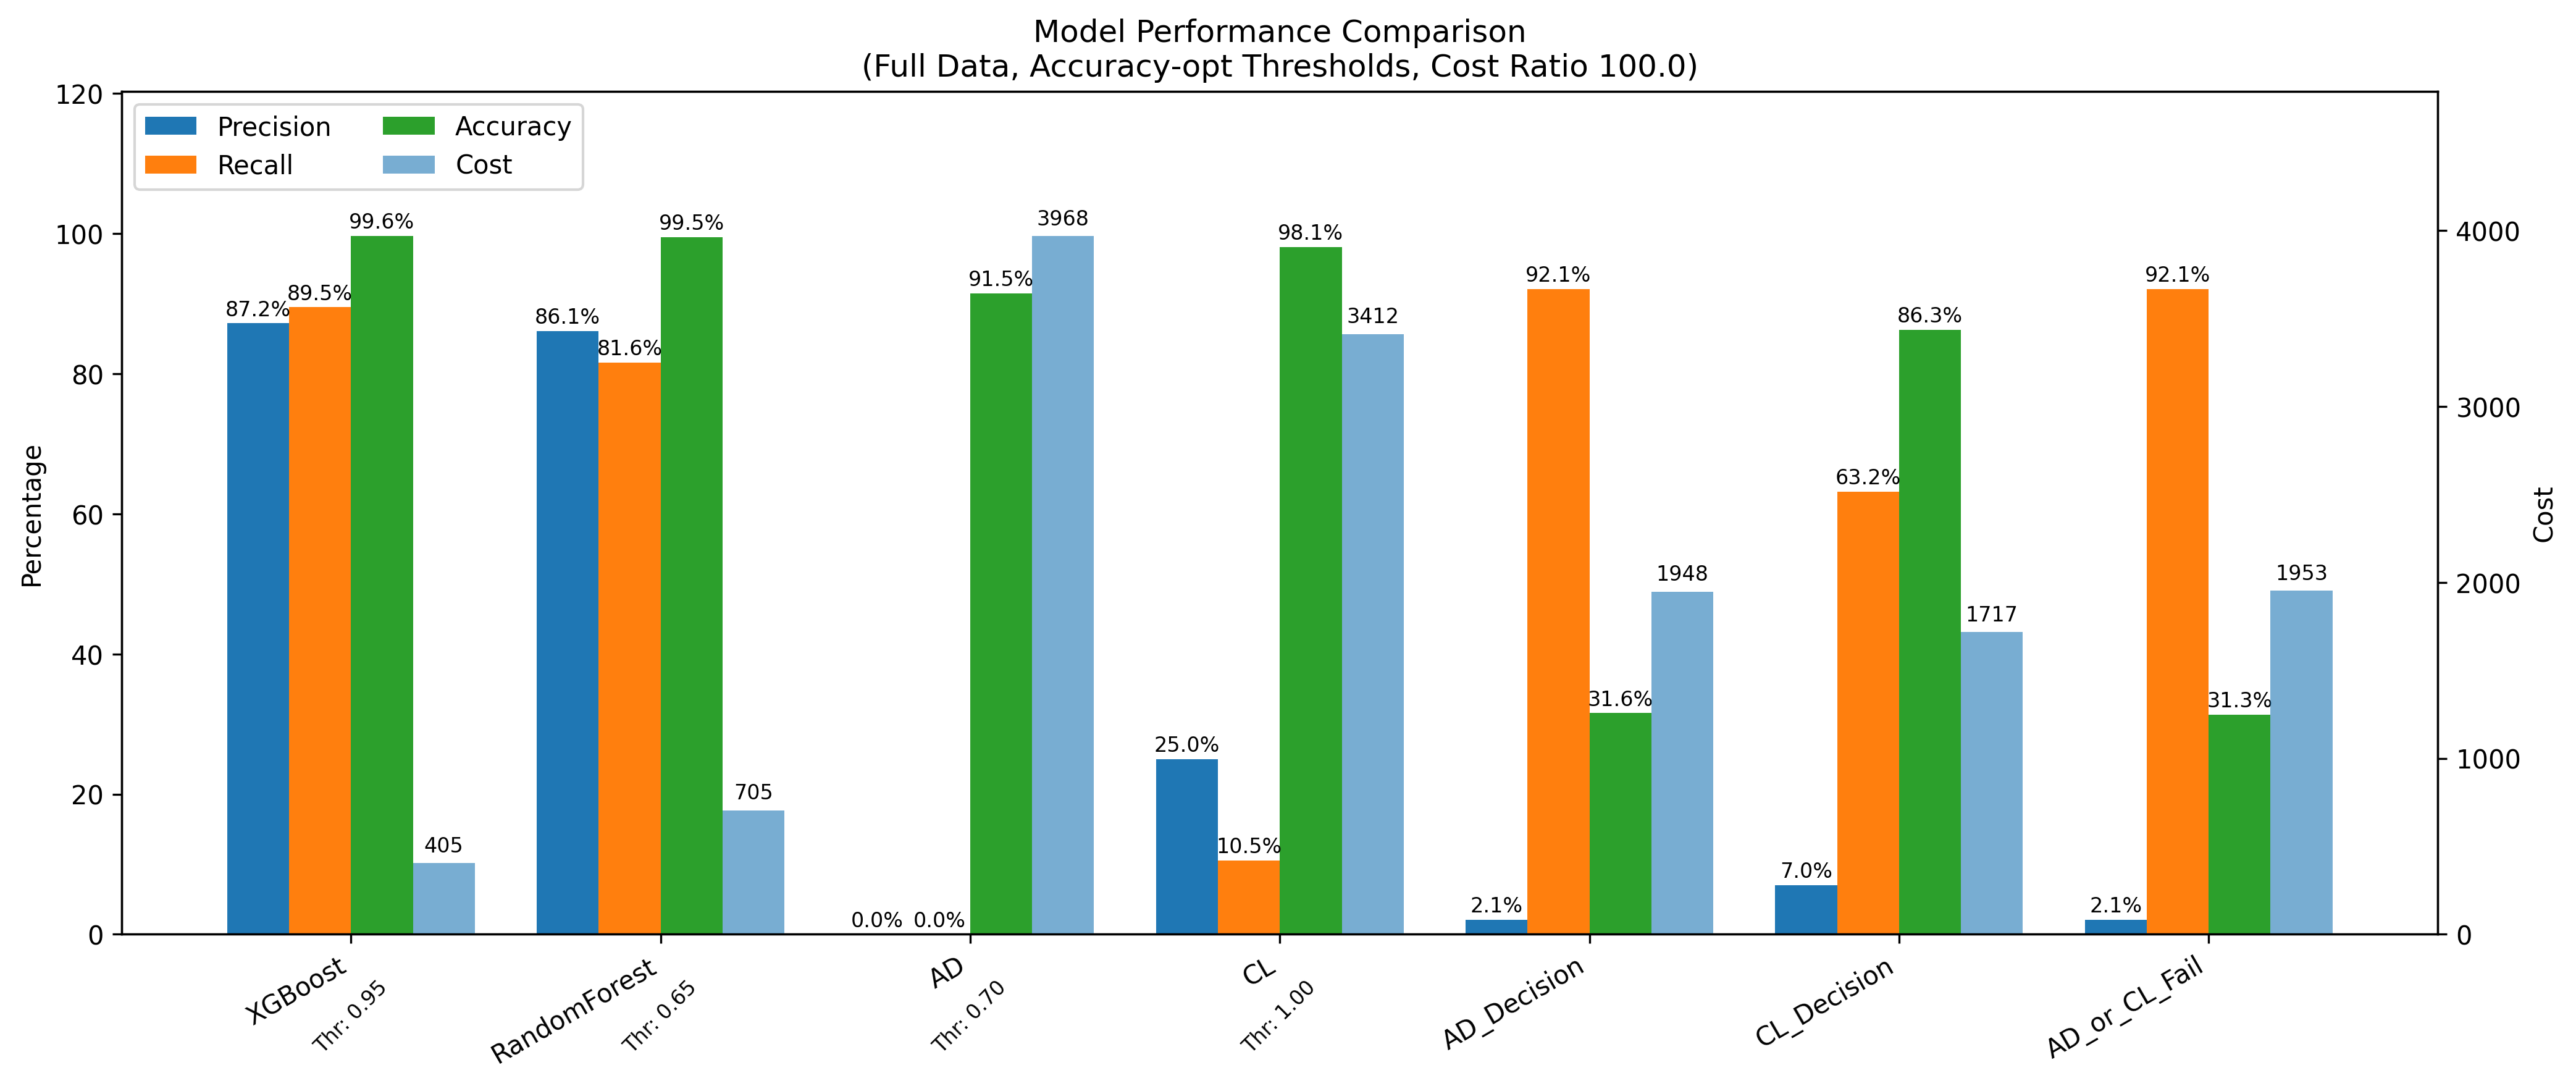 Model Performance Comparison
(Full Data, Accuracy-opt Thresholds, Cost Ratio 100.0)
Precision
Recall
Accuracy
Cost
Percentage
120
100
80
60
40
20
0
87.2%
89.5%
99.6%
405
86.1%
81.6%
99.5%
705
0.0%
0.0%
91.5%
3968
25.0%
10.5%
98.1%
3412
2.1%
92.1%
31.6%
1948
7.0%
63.2%
86.3%
1717
2.1%
92.1%
31.3%
1953
4000
3000
2000
1000
0
Cost
XGBoost
Thr: 0.95
RandomForest
Thr: 0.65
AD
Thr: 0.70
CL
Thr: 1.00
AD_Decision
CL_Decision
AD_or_CL_Fail